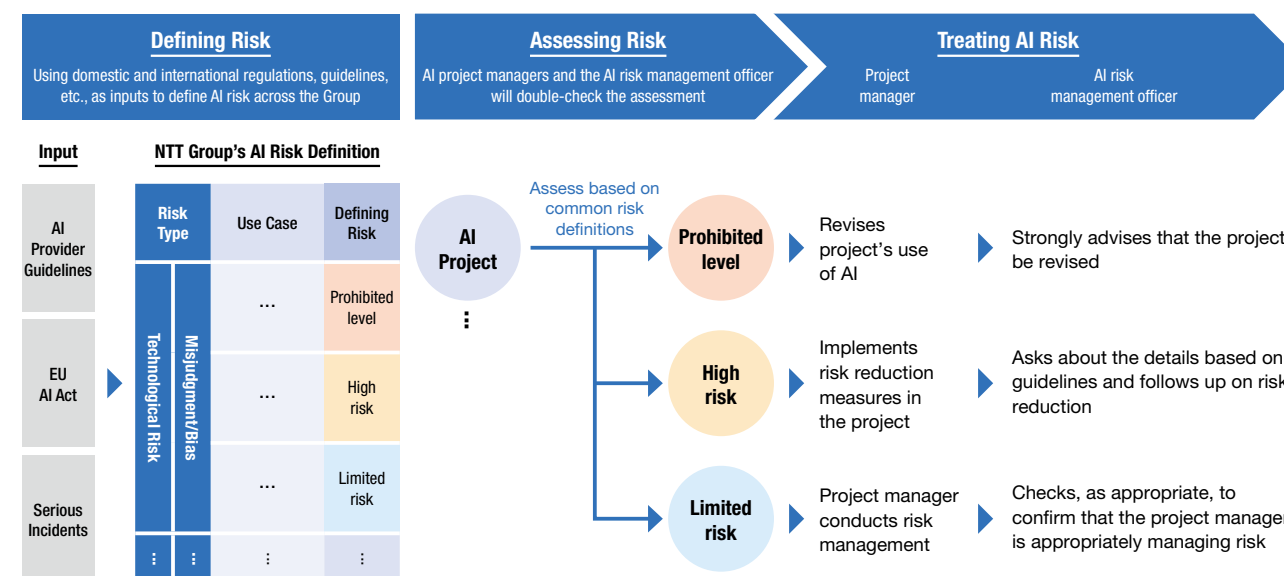 Defining Risk
Using domestic and international regulations, guidelines,
etc., as inputs to define AI risk across the Group
Assessing Risk
AI project managers and the AI risk management officer
will double-check the assessment
Treating AI Risk
Project
manager
AI risk
management officer
Input
AI
Provider
Guidelines
EU
AI Act
Serious
Incidents
NTT Group's AI Risk Definition
Risk
Type
Use Case
Defining
Risk
Technological Risk
Misjudgment/Bias
...
Prohibited
level
...
High
risk
...
Limited
risk
...
...
...
...
AI
Project
...
Assess based on
common risk
definitions
Prohibited
level
Revises
project's use
of AI
Strongly advises that the project
be revised
High
risk
Implements
risk reduction
measures in
the project
Asks about the details based on
guidelines and follows up on risk
reduction
Limited
risk
Project manager
conducts risk
management
Checks, as appropriate, to
confirm that the project manager
is appropriately managing risk